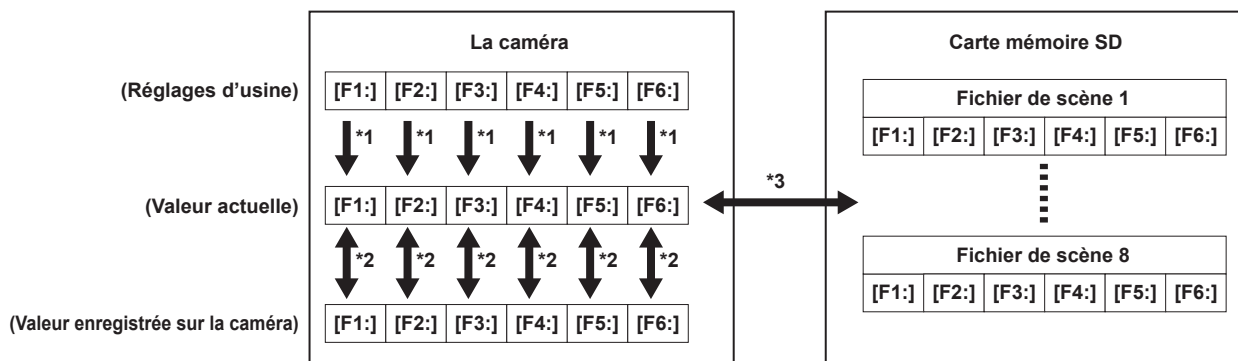 La caméra
Carte mémoire SD
(Réglages d'usine) [F1:] [F2:] [F3:] [F4:] [F5:] [F6:]
Fichier de scène 1
[F1:] [F2:] [F3:] [F4:] [F5:] [F6:]
*1 *1 *1 *1 *1 *1
*3
(Valeur actuelle) [F1:] [F2:] [F3:] [F4:] [F5:] [F6:]
*2 *2 *2 *2 *2 *2
Fichier de scène 8
[F1:] [F2:] [F3:] [F4:] [F5:] [F6:]
(Valeur enregistrée sur la caméra) [F1:] [F2:] [F3:] [F4:] [F5:] [F6:]